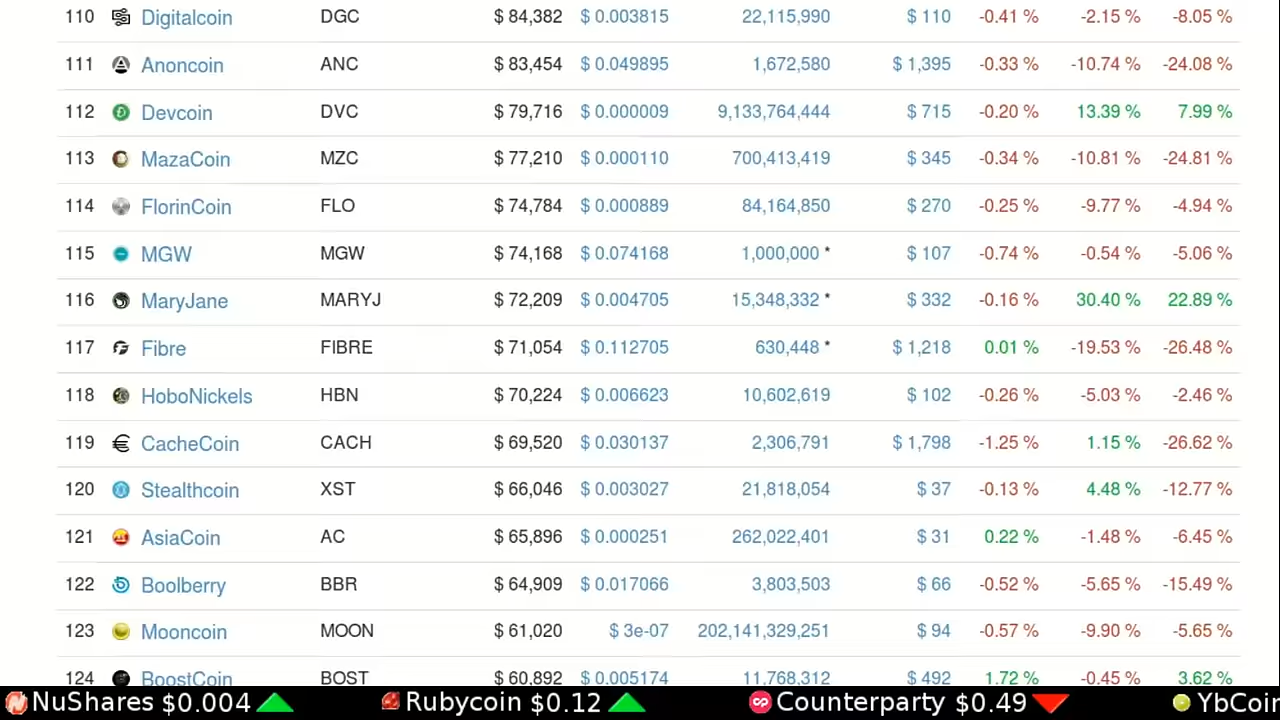 110 Digitalcoin DGC $ 84,382 $ 0.003815 22,115,990 $ 110 -0.41 % -2.15 % -8.05 %
111 Anoncoin ANC $ 83,454 $ 0.049895 1,672,580 $ 1,395 -0.33 % -10.74 % -24.08 %
112 Devcoin DVC $ 79,716 $ 0.000009 9,133,764,444 $ 715 -0.20 % 13.39 % 7.99 %
113 MazaCoin MZC $ 77,210 $ 0.000110 700,413,419 $ 345 -0.34 % -10.81 % -24.81 %
114 FlorinCoin FLO $ 74,784 $ 0.000889 84,164,850 $ 270 -0.25 % -9.77 % -4.94 %
115 MGW MGW $ 74,168 $ 0.074168 1,000,000 * $ 107 -0.74 % -0.54 % -5.06 %
116 MaryJane MARYJ $ 72,209 $ 0.004705 15,348,332 * $ 332 -0.16 % 30.40 % 22.89 %
117 Fibre FIBRE $ 71,054 $ 0.112705 630,448 * $ 1,218 0.01 % -19.53 % -26.48 %
118 HoboNickels HBN $ 70,224 $ 0.006623 10,602,619 $ 102 -0.26 % -5.03 % -2.46 %
119 CacheCoin CACH $ 69,520 $ 0.030137 2,306,791 $ 1,798 -1.25 % 1.15 % -26.62 %
120 Stealthcoin XST $ 66,046 $ 0.003027 21,818,054 $ 37 -0.13 % 4.48 % -12.77 %
121 AsiaCoin AC $ 65,896 $ 0.000251 262,022,401 $ 31 0.22 % -1.48 % -6.45 %
122 Boolberry BBR $ 64,909 $ 0.017066 3,803,503 $ 66 -0.52 % -5.65 % -15.49 %
123 Mooncoin MOON $ 61,020 $ 3e-07 202,141,329,251 $ 94 -0.57 % -9.90 % -5.65 %
124 BoostCoin BOST $ 60,892 $ 0.005174 11,768,312 $ 492 1.72 % -0.45 % 3.62 %
NuShares $0.004 Rubycoin $0.12 Counterparty $0.49 YbCoin